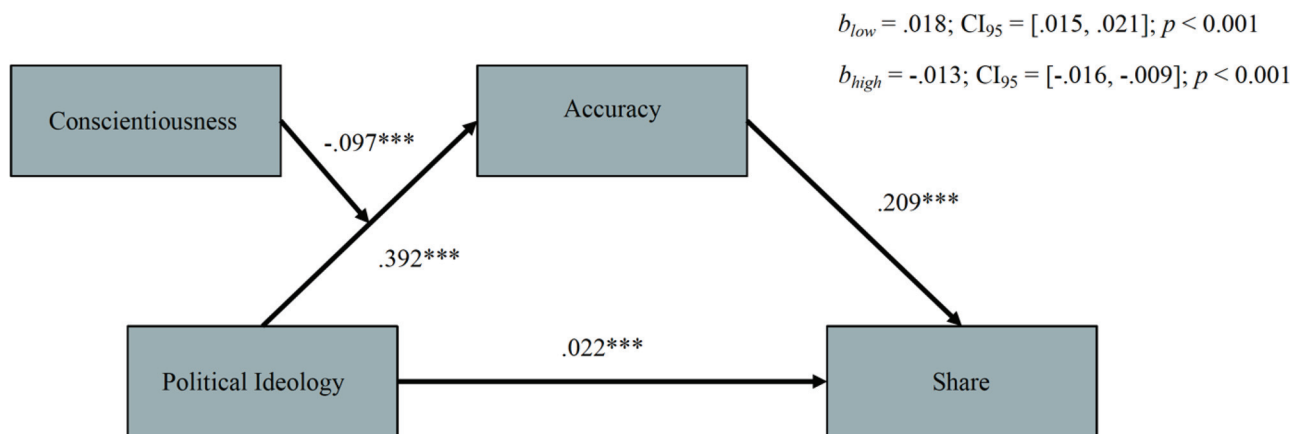 b_low = .018; CI₉₅ = [.015, .021]; p < 0.001
b_high = -.013; CI₉₅ = [-.016, -.009]; p < 0.001
Conscientiousness
Accuracy
-.097***
.209***
.392***
.022***
Political Ideology
Share